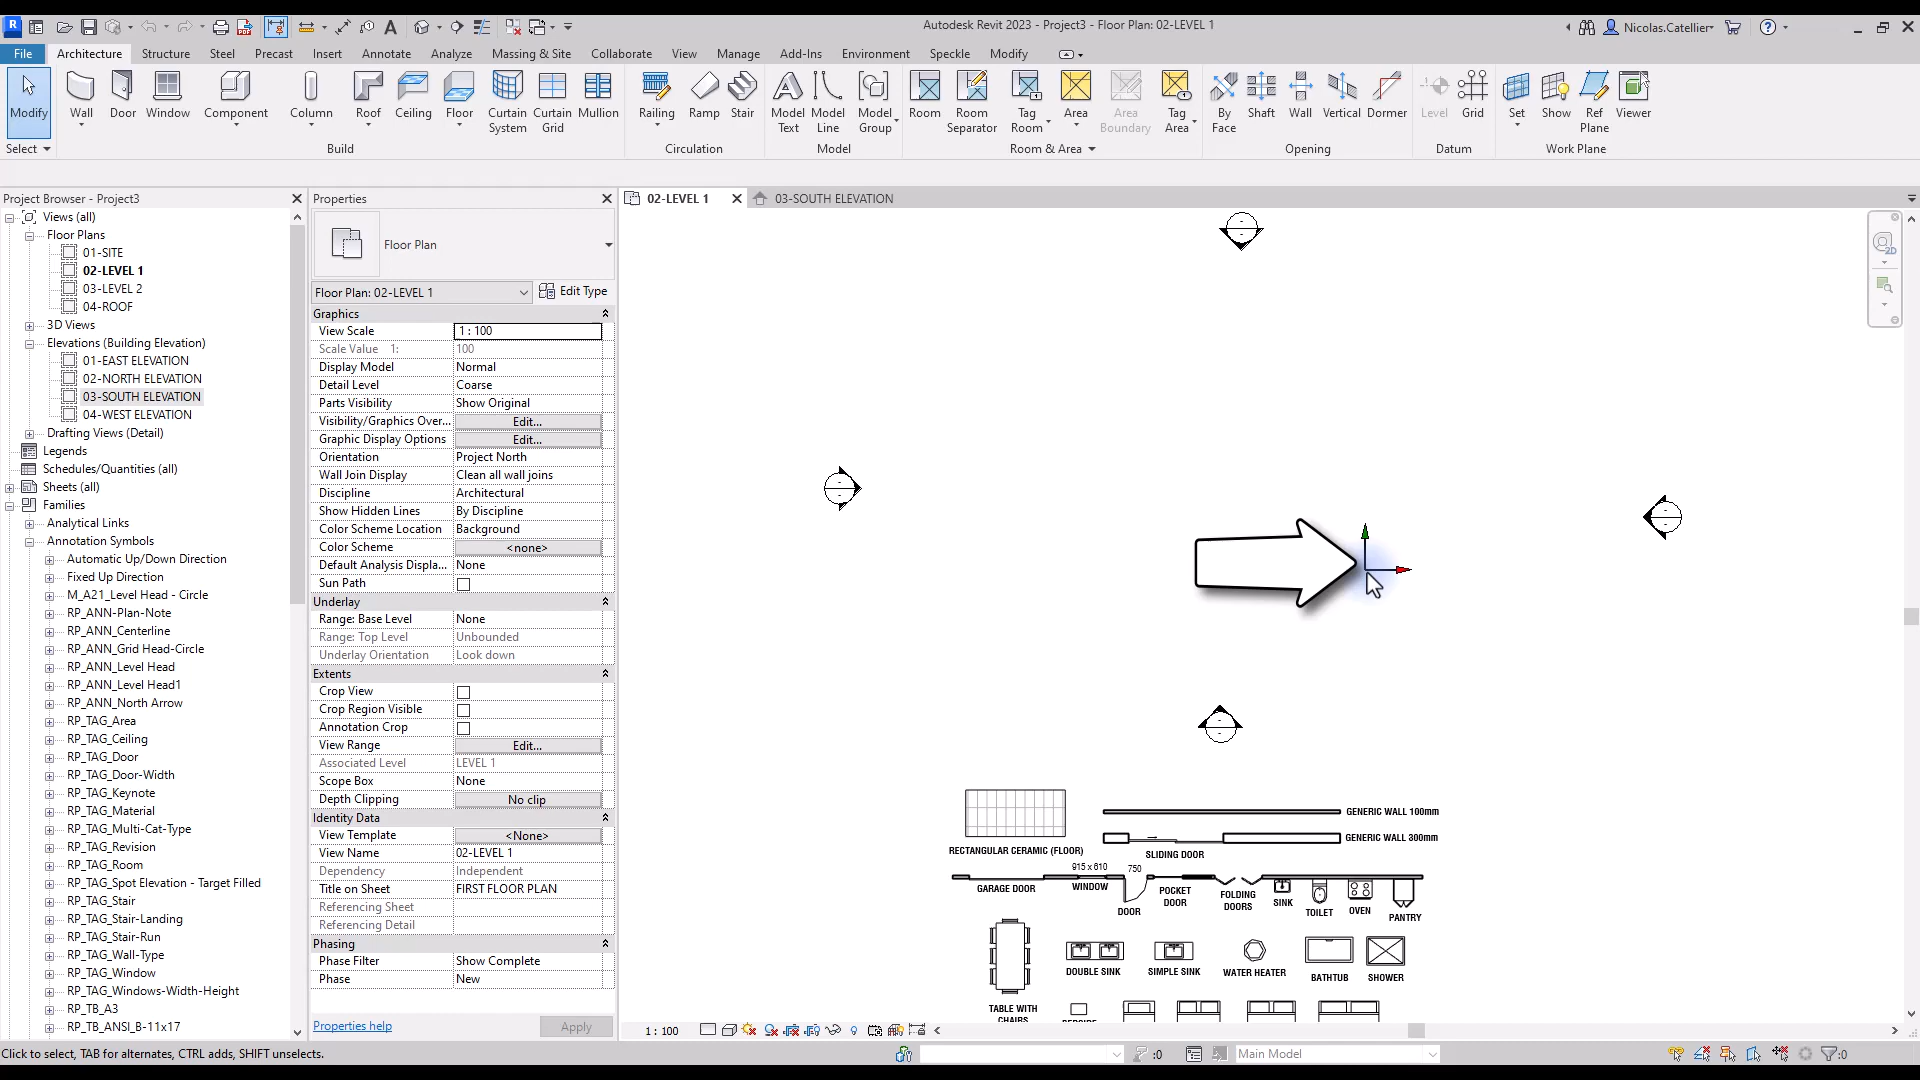 Autodesk Revit 2023 - Project3 - Floor Plan: 02-LEVEL 1
Nicolas.Catellier
File Architecture Structure Steel Precast Insert Annotate Analyze Massing & Site Collaborate View Manage Add-Ins Environment Speckle Modify
Modify Wall Door Window Component Column Roof Ceiling Floor Curtain System Curtain Grid Mullion Railing Ramp Stair Model Text Model Line Model Group Room Room Separator Tag Room Area Area Boundary Tag Area By Face Shaft Wall Vertical Dormer Level Grid Set Show Ref Plane Viewer
Select Build Circulation Model Room & Area Opening Datum Work Plane
Project Browser - Project3
Views (all)
Floor Plans
01-SITE
02-LEVEL 1
03-LEVEL 2
04-ROOF
3D Views
Elevations (Building Elevation)
01-EAST ELEVATION
02-NORTH ELEVATION
03-SOUTH ELEVATION
04-WEST ELEVATION
Drafting Views (Detail)
Legends
Schedules/Quantities (all)
Sheets (all)
Families
Analytical Links
Annotation Symbols
Automatic Up/Down Direction
Fixed Up Direction
M_A21_Level Head - Circle
RP_ANN-Plan-Note
RP_ANN_Centerline
RP_ANN_Grid Head-Circle
RP_ANN_Level Head
RP_ANN_Level Head1
RP_ANN_North Arrow
RP_TAG_Area
RP_TAG_Ceiling
RP_TAG_Door
RP_TAG_Door-Width
RP_TAG_Keynote
RP_TAG_Material
RP_TAG_Multi-Cat-Type
RP_TAG_Revision
RP_TAG_Room
RP_TAG_Spot Elevation - Target Filled
RP_TAG_Stair
RP_TAG_Stair-Landing
RP_TAG_Stair-Run
RP_TAG_Wall-Type
RP_TAG_Window
RP_TAG_Windows-Width-Height
RP_TB_A3
RP_TB_ANSI_B-11x17
Properties
Floor Plan
Floor Plan: 02-LEVEL 1 Edit Type
Graphics
View Scale 1 : 100
Scale Value 1: 100
Display Model Normal
Detail Level Coarse
Parts Visibility Show Original
Visibility/Graphics Over... Edit...
Graphic Display Options Edit...
Orientation Project North
Wall Join Display Clean all wall joins
Discipline Architectural
Show Hidden Lines By Discipline
Color Scheme Location Background
Color Scheme <none>
Default Analysis Displa... None
Sun Path
Underlay
Range: Base Level None
Range: Top Level Unbounded
Underlay Orientation Look down
Extents
Crop View
Crop Region Visible
Annotation Crop
View Range Edit...
Associated Level LEVEL 1
Scope Box None
Depth Clipping No clip
Identity Data
View Template <None>
View Name 02-LEVEL 1
Dependency Independent
Title on Sheet FIRST FLOOR PLAN
Referencing Sheet
Referencing Detail
Phasing
Phase Filter Show Complete
Phase New
Properties help Apply
02-LEVEL 1 03-SOUTH ELEVATION
2D
GENERIC WALL 100mm
GENERIC WALL 300mm
RECTANGULAR CERAMIC (FLOOR) SLIDING DOOR
915 x 610 750
GARAGE DOOR WINDOW DOOR POCKET DOOR FOLDING DOORS SINK TOILET OVEN PANTRY
DOUBLE SINK SIMPLE SINK WATER HEATER BATHTUB SHOWER
TABLE WITH CHAIRS
1 : 100
Click to select, TAB for alternates, CTRL adds, SHIFT unselects.
:0 Main Model :0